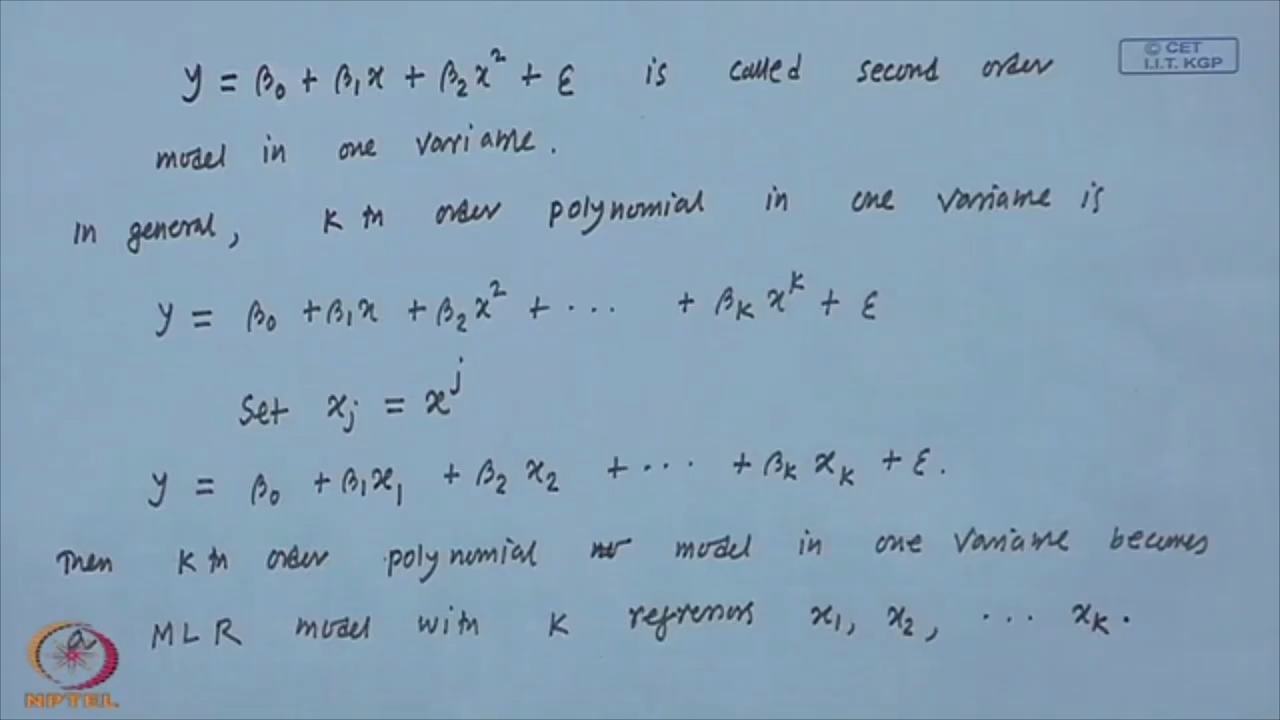 © CET
I.I.T. KGP
y = β₀ + β₁x + β₂x² + ε is called second order
model in one variable.
In general, k th order polynomial in one variable is
y = β₀ + β₁x + β₂x² + ... + βₖxᵏ + ε
Set xⱼ = xʲ
y = β₀ + β₁x₁ + β₂x₂ + ... + βₖxₖ + ε.
Then k th order polynomial model in one variable becomes
a MLR model with k regressors x₁, x₂, ... xₖ.
NPTEL